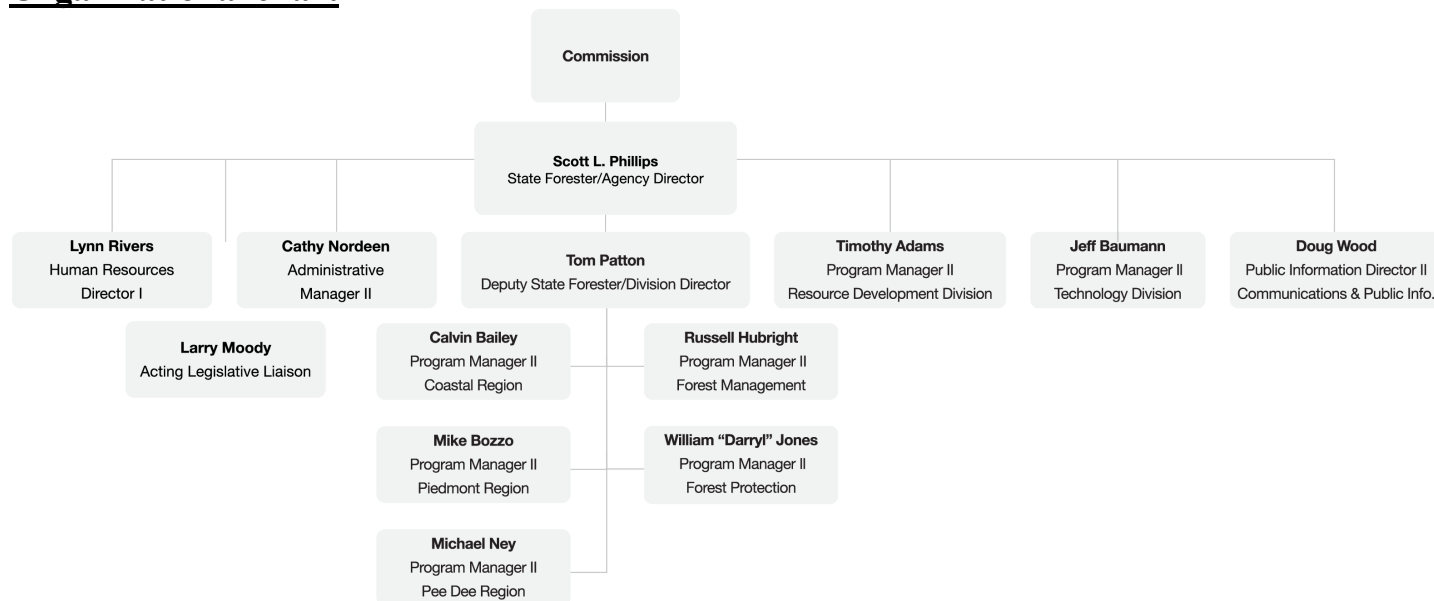 Commission
Scott L. Phillips
State Forester/Agency Director
Lynn Rivers
Human Resources
Director I
Cathy Nordeen
Administrative
Manager II
Tom Patton
Deputy State Forester/Division Director
Timothy Adams
Program Manager II
Resource Development Division
Jeff Baumann
Program Manager II
Technology Division
Doug Wood
Public Information Director II
Communications & Public Info.
Larry Moody
Acting Legislative Liaison
Calvin Bailey
Program Manager II
Coastal Region
Russell Hubright
Program Manager II
Forest Management
Mike Bozzo
Program Manager II
Piedmont Region
William “Darryl” Jones
Program Manager II
Forest Protection
Michael Ney
Program Manager II
Pee Dee Region